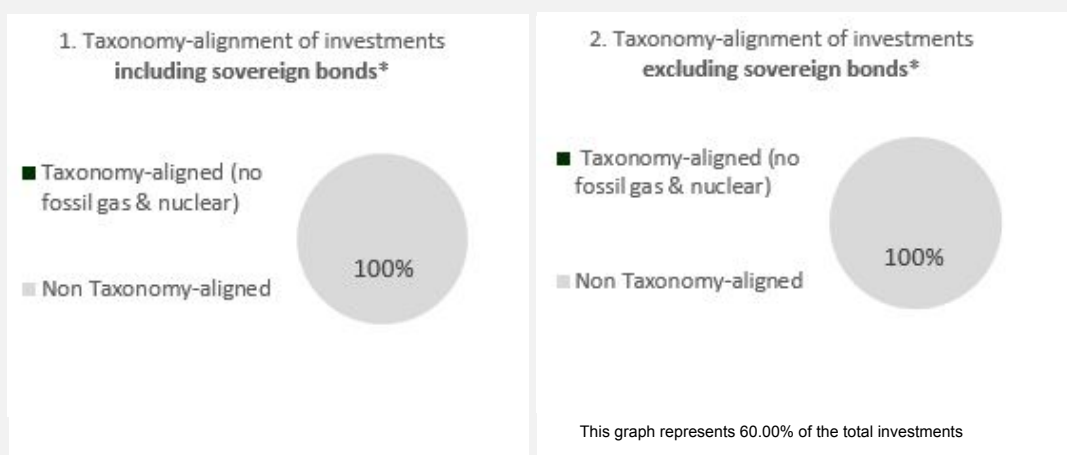 1. Taxonomy-alignment of investments
including sovereign bonds*
Taxonomy-aligned (no
fossil gas & nuclear)
Non Taxonomy-aligned
100%
2. Taxonomy-alignment of investments
excluding sovereign bonds*
Taxonomy-aligned (no
fossil gas & nuclear)
Non Taxonomy-aligned
100%
This graph represents 60.00% of the total investments